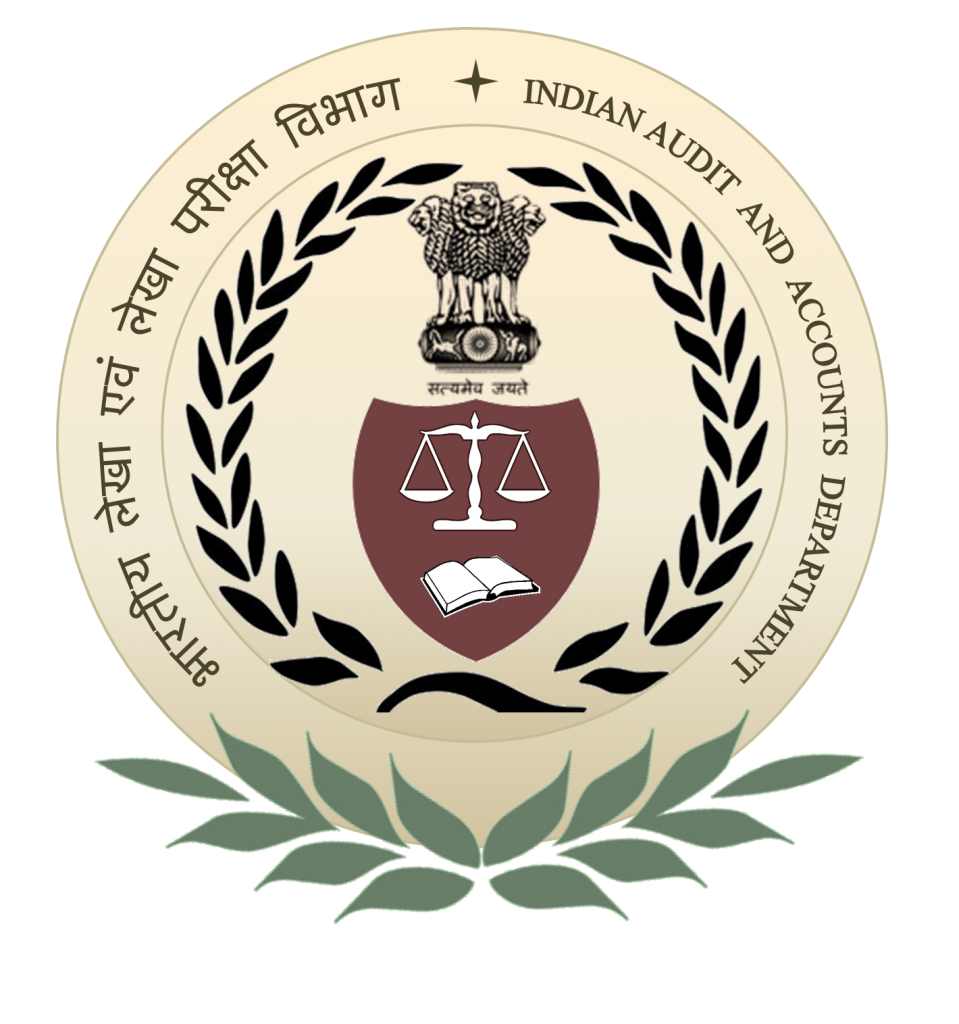 भारतीय लेखा एवं लेखा परीक्षा विभाग
INDIAN AUDIT AND ACCOUNTS DEPARTMENT
सत्यमेव जयते